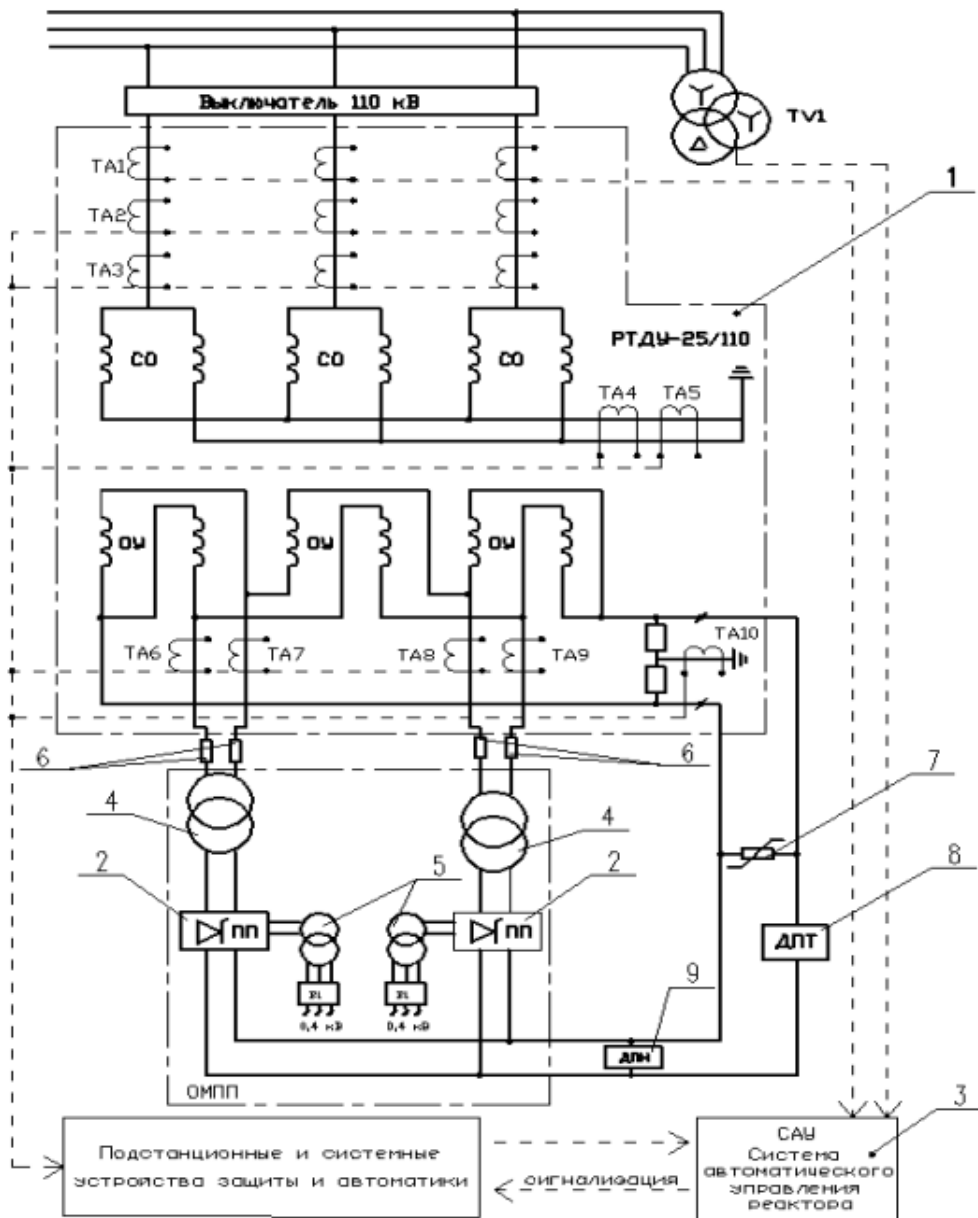 Выключатель 110 кВ
TV1
TA1
1
TA2
TA3
РТДУ-25/110
СО
СО
СО
TA4
TA5
ОУ
ОУ
ОУ
TA6
TA7
TA8
TA9
TA10
6
6
7
4
4
8
2
5
2
ПП
ПП
ДПТ
9
0,4 кВ
0,4 кВ
ДПН
ОМПП
3
Подстанционные и системные
устройства защиты и автоматики
сигнализация
САУ
Система
автоматического
управления
реактора